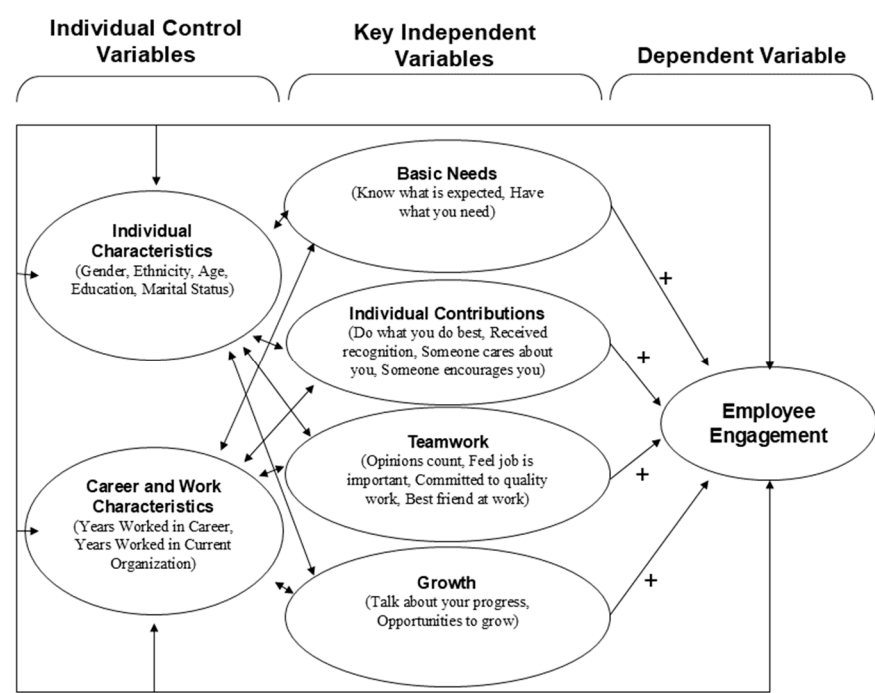 Individual Control
Variables
Key Independent
Variables
Dependent Variable
Individual
Characteristics
(Gender, Ethnicity, Age,
Education, Marital Status)
Career and Work
Characteristics
(Years Worked in Career,
Years Worked in Current
Organization)
Basic Needs
(Know what is expected, Have
what you need)
Individual Contributions
(Do what you do best, Received
recognition, Someone cares about
you, Someone encourages you)
Teamwork
(Opinions count, Feel job is
important, Committed to quality
work, Best friend at work)
Growth
(Talk about your progress,
Opportunities to grow)
+
+
+
+
Employee
Engagement